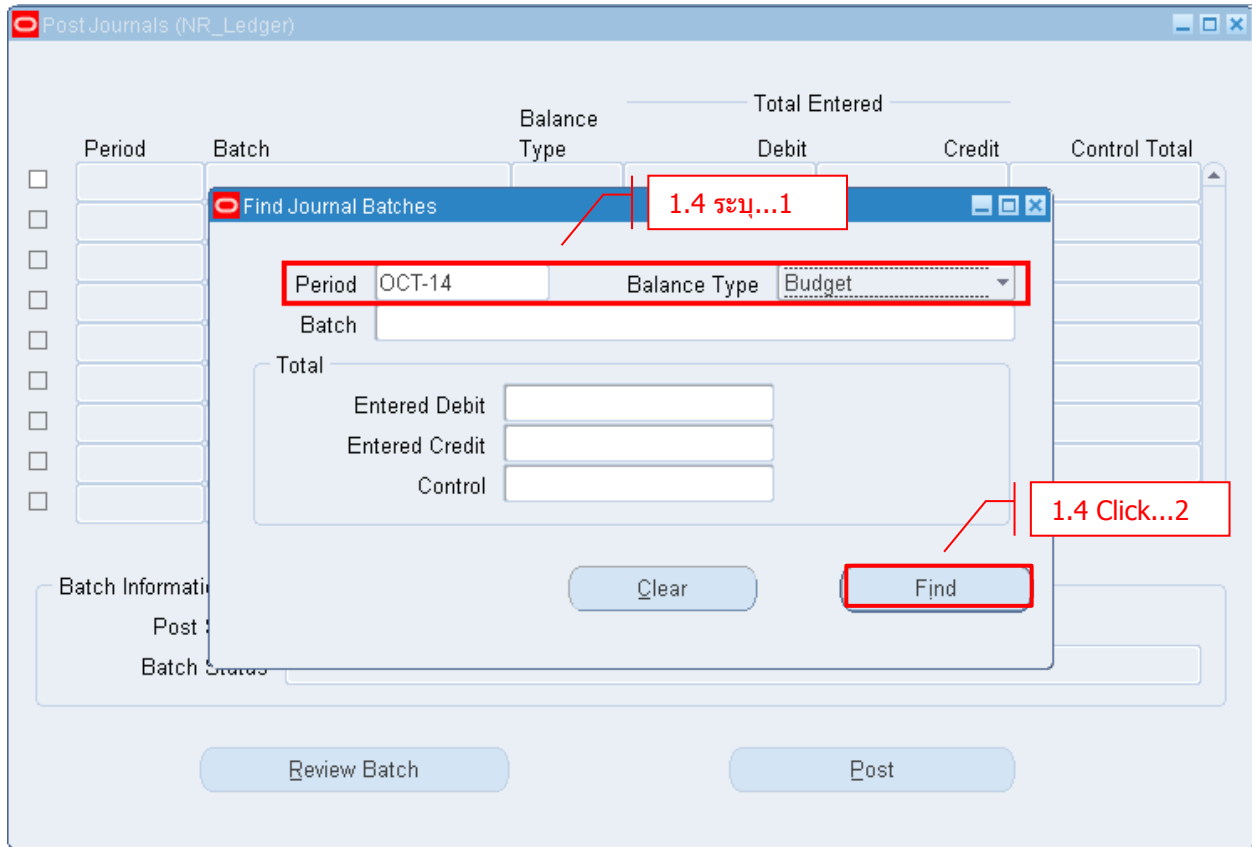 Post Journals (NR_Ledger)
Total Entered
Balance
Period Batch Type Debit Credit Control Total
Find Journal Batches
1.4 ระบุ...1
Period OCT-14 Balance Type Budget
Batch
Total
Entered Debit
Entered Credit
Control
1.4 Click...2
Clear Find
Batch
Post
Batch Status
Review Batch Post